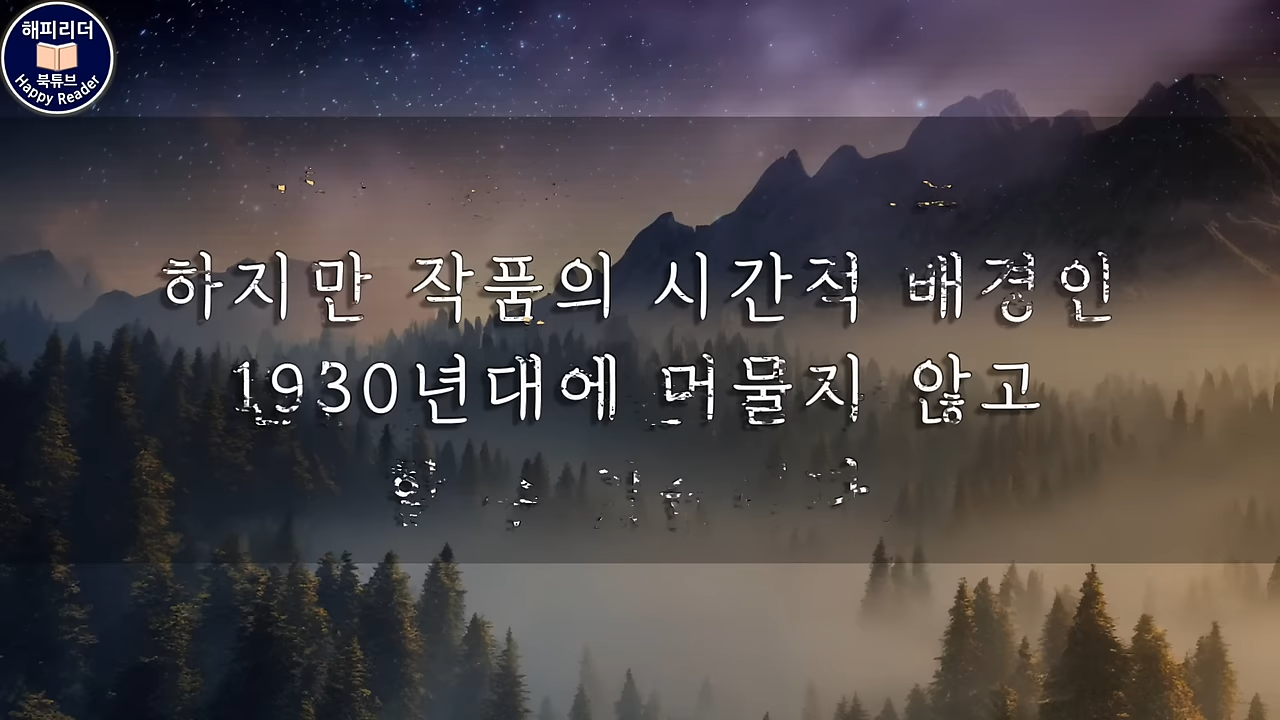 해피리더
북튜브
Happy Reader
하지만 작품의 시간적 배경인
1930년대에 머물지 않고